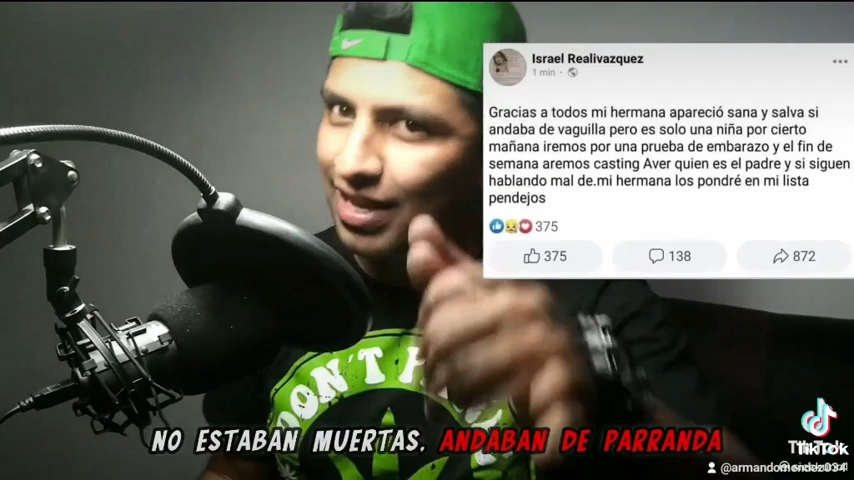 Israel Realivazquez
1 min
Gracias a todos mi hermana apareció sana y salva si
andaba de vaguilla pero es solo una niña por cierto
mañana iremos por una prueba de embarazo y el fin de
semana aremos casting Aver quien es el padre y si siguen
hablando mal de.mi hermana los pondré en mi lista
pendejos
375
375
138
872
DON'T
NO ESTABAN MUERTAS, ANDABAN DE PARRANDA
TikTok
@armandomendez034